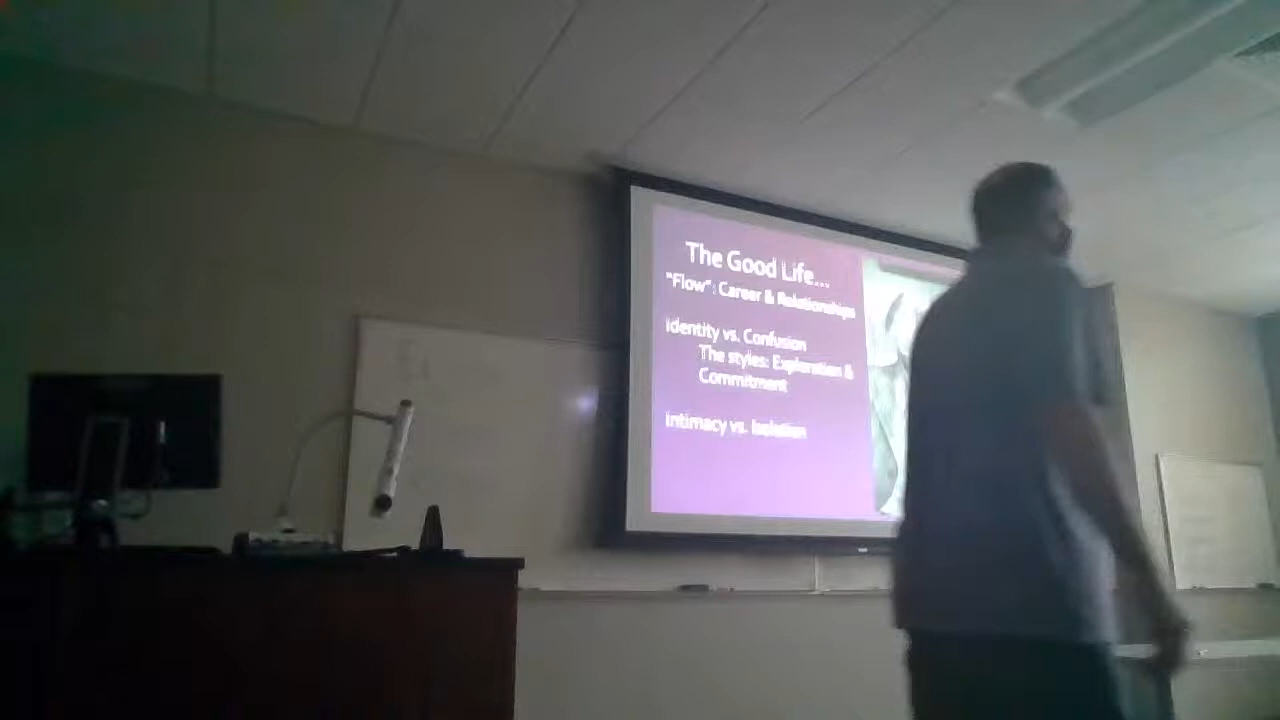 The Good Life...
"Flow": Career & Relationships
Identity vs. Confusion
The styles: Exploration &
Commitment
Intimacy vs. Isolation